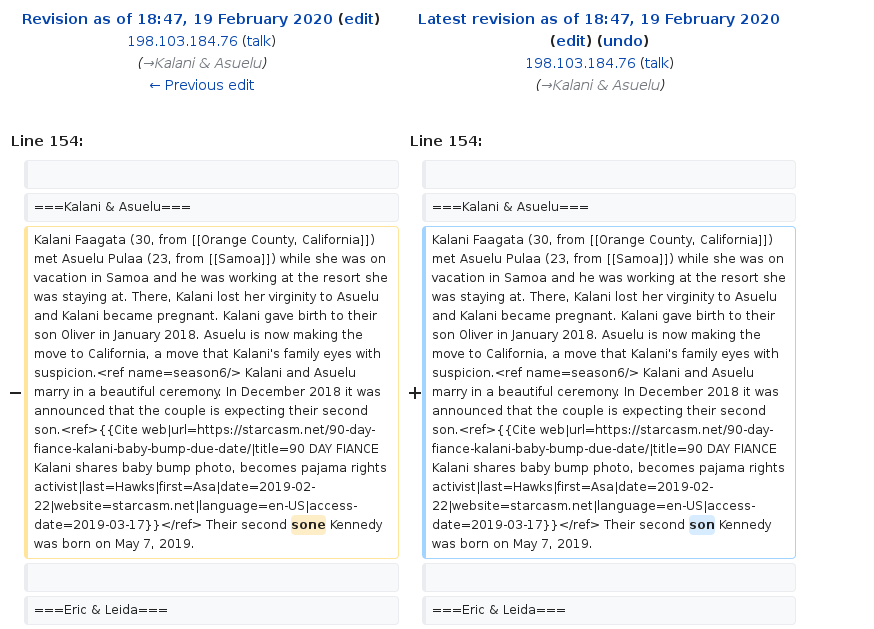 Revision as of 18:47, 19 February 2020 (edit)
198.103.184.76 (talk)
(→Kalani & Asuelu)
← Previous edit
Latest revision as of 18:47, 19 February 2020
(edit) (undo)
198.103.184.76 (talk)
(→Kalani & Asuelu)
Line 154:
Line 154:
===Kalani & Asuelu===
===Kalani & Asuelu===
−
Kalani Faagata (30, from [[Orange County, California]])
met Asuelu Pulaa (23, from [[Samoa]]) while she was on
vacation in Samoa and he was working at the resort she
was staying at. There, Kalani lost her virginity to Asuelu
and Kalani became pregnant. Kalani gave birth to their
son Oliver in January 2018. Asuelu is now making the
move to California, a move that Kalani's family eyes with
suspicion.<ref name=season6/> Kalani and Asuelu
marry in a beautiful ceremony. In December 2018 it was
announced that the couple is expecting their second
son.<ref>{{Cite web|url=https://starcasm.net/90-day-
fiance-kalani-baby-bump-due-date/|title=90 DAY FIANCE
Kalani shares baby bump photo, becomes pajama rights
activist|last=Hawks|first=Asa|date=2019-02-
22|website=starcasm.net|language=en-US|access-
date=2019-03-17}}</ref> Their second sone Kennedy
was born on May 7, 2019.
+
Kalani Faagata (30, from [[Orange County, California]])
met Asuelu Pulaa (23, from [[Samoa]]) while she was on
vacation in Samoa and he was working at the resort she
was staying at. There, Kalani lost her virginity to Asuelu
and Kalani became pregnant. Kalani gave birth to their
son Oliver in January 2018. Asuelu is now making the
move to California, a move that Kalani's family eyes with
suspicion.<ref name=season6/> Kalani and Asuelu
marry in a beautiful ceremony. In December 2018 it was
announced that the couple is expecting their second
son.<ref>{{Cite web|url=https://starcasm.net/90-day-
fiance-kalani-baby-bump-due-date/|title=90 DAY FIANCE
Kalani shares baby bump photo, becomes pajama rights
activist|last=Hawks|first=Asa|date=2019-02-
22|website=starcasm.net|language=en-US|access-
date=2019-03-17}}</ref> Their second son Kennedy
was born on May 7, 2019.
===Eric & Leida===
===Eric & Leida===